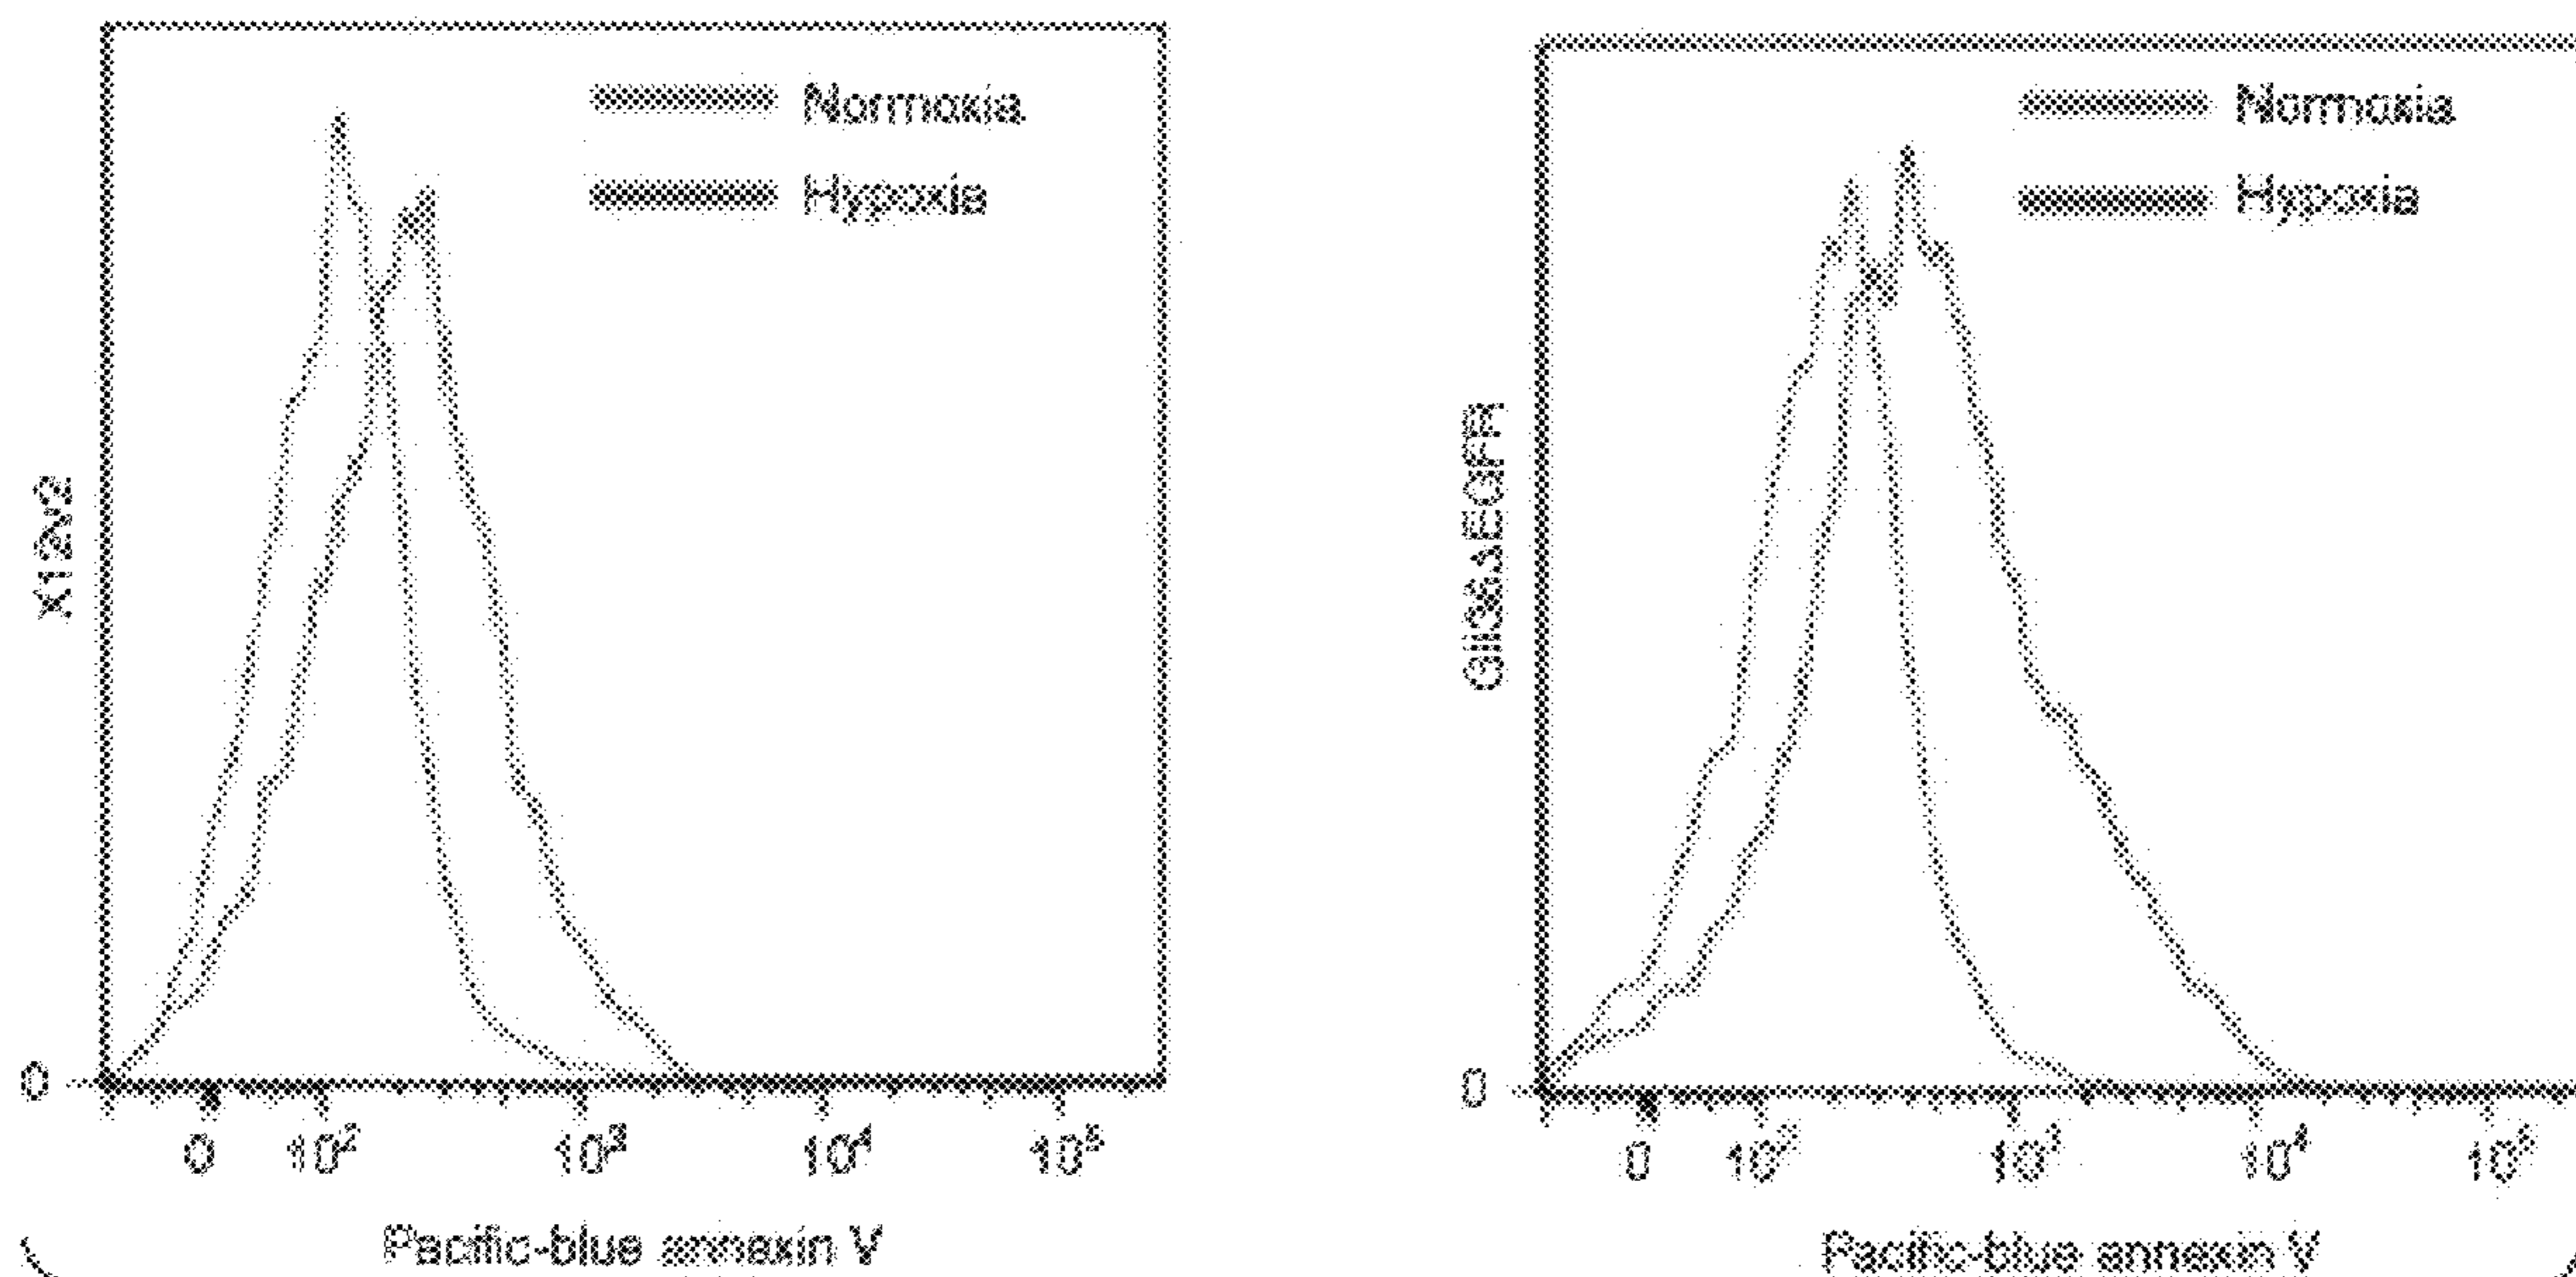 Normoxia
Hypoxia
X12v2
0
0 10² 10³ 10⁴ 10⁵
Pacific-blue annexin V
Normoxia
Hypoxia
Gli36ΔEGFR
0
0 10² 10³ 10⁴ 10⁵
Pacific-blue annexin V